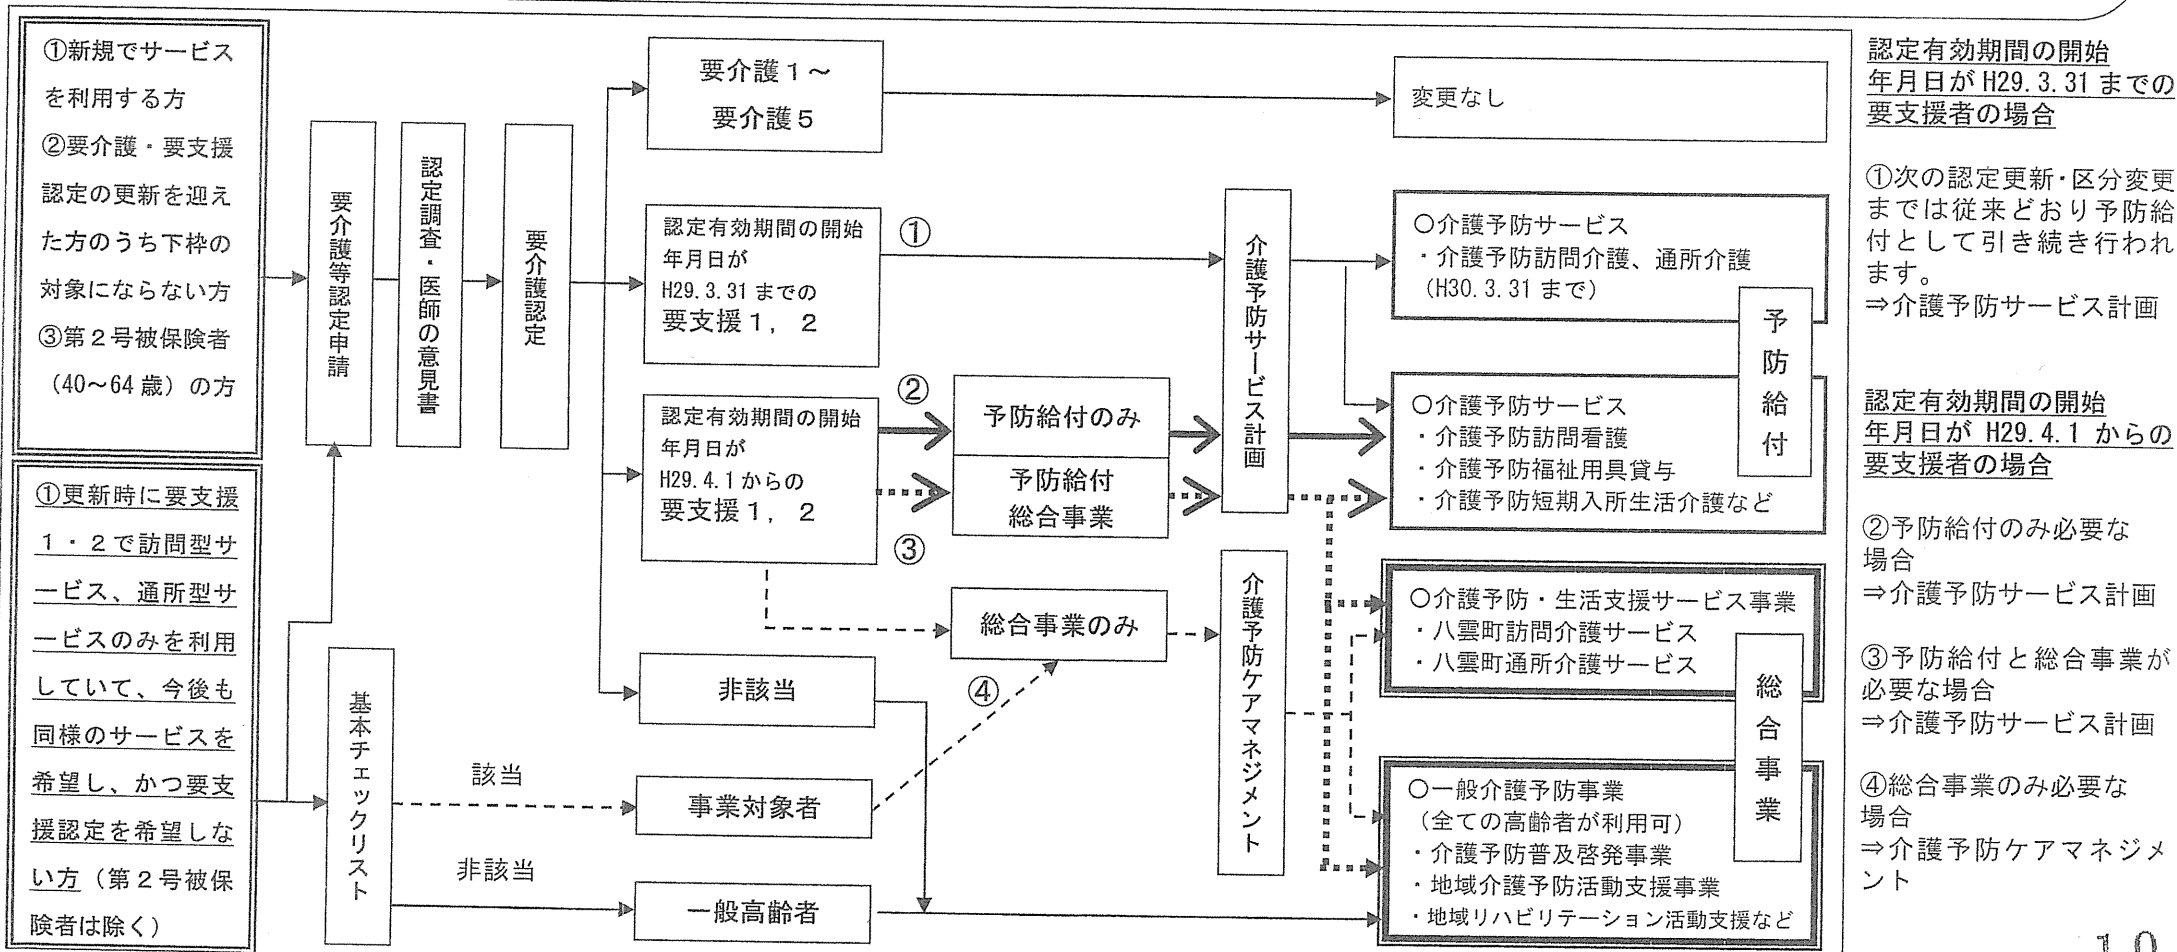 ①新規でサービス
を利用する方
②要介護・要支援
認定の更新を迎え
た方のうち下枠の
対象にならない方
③第２号被保険者
（40～64歳）の方
①更新時に要支援
１・２で訪問型サ
ービス、通所型サ
ービスのみを利用
していて、今後も
同様のサービスを
希望し、かつ要支
援認定を希望しな
い方（第２号被保
険者は除く）
要介護等認定申請
認定調査・医師の意見書
要介護認定
基本チェックリスト
該当
非該当
要介護１～
要介護５
認定有効期間の開始
年月日が
H29.3.31までの
要支援１，２
①
認定有効期間の開始
年月日が
H29.4.1からの
要支援１，２
②
③
非該当
事業対象者
一般高齢者
④
予防給付のみ
予防給付
総合事業
総合事業のみ
介護予防サービス計画
介護予防ケアマネジメント
変更なし
○介護予防サービス
・介護予防訪問介護、通所介護
（H30.3.31まで）
○介護予防サービス
・介護予防訪問看護
・介護予防福祉用具貸与
・介護予防短期入所生活介護など
予防給付
○介護予防・生活支援サービス事業
・八雲町訪問介護サービス
・八雲町通所介護サービス
○一般介護予防事業
（全ての高齢者が利用可）
・介護予防普及啓発事業
・地域介護予防活動支援事業
・地域リハビリテーション活動支援など
総合事業
認定有効期間の開始
年月日がH29.3.31までの
要支援者の場合
①次の認定更新・区分変更
までは従来どおり予防給
付として引き続き行われ
ます。
⇒介護予防サービス計画
認定有効期間の開始
年月日が H29.4.1 からの
要支援者の場合
②予防給付のみ必要な
場合
⇒介護予防サービス計画
③予防給付と総合事業が
必要な場合
⇒介護予防サービス計画
④総合事業のみ必要な
場合
⇒介護予防ケアマネジメ
ント